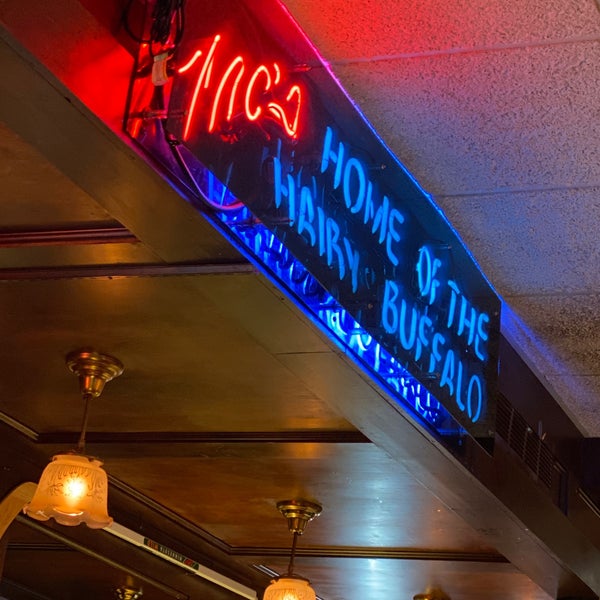 Mc's
HOME OF THE
HAIRY BUFFALO